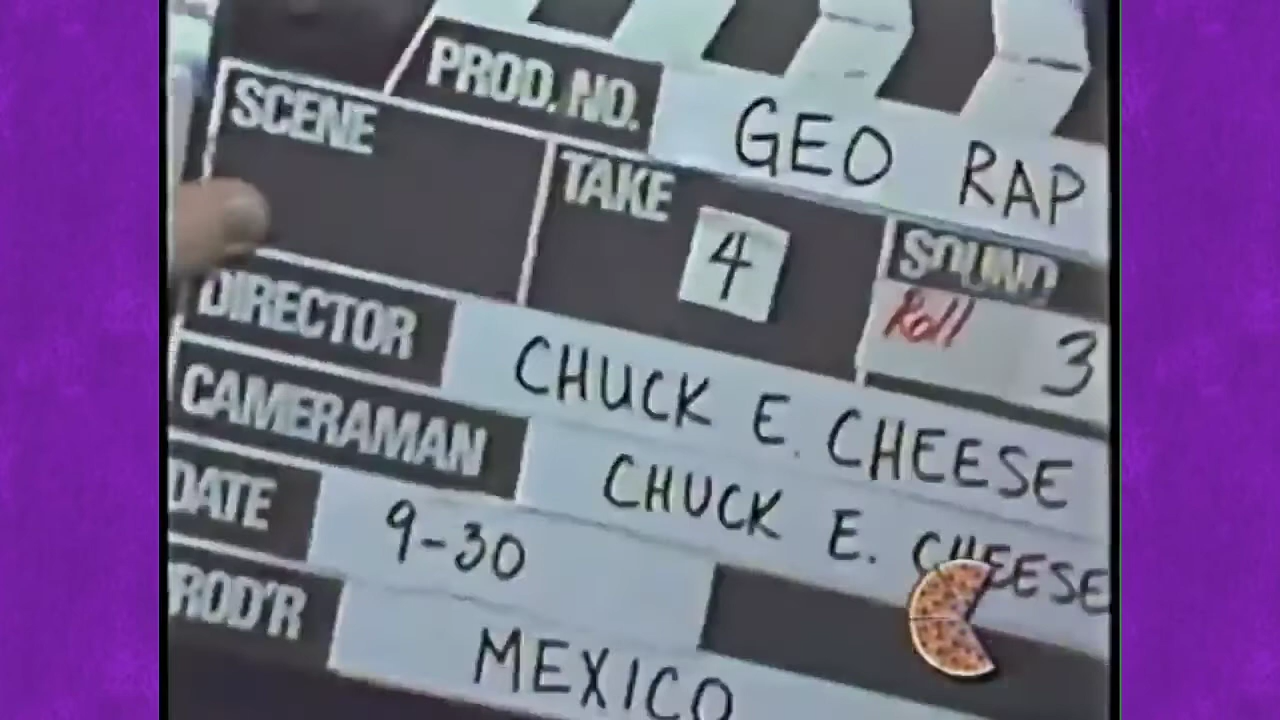 PROD. NO. GEO RAP
SCENE
TAKE 4
SOUND
Roll 3
DIRECTOR CHUCK E. CHEESE
CAMERAMAN CHUCK E. CHEESE
DATE 9-30
PROD'R MEXICO